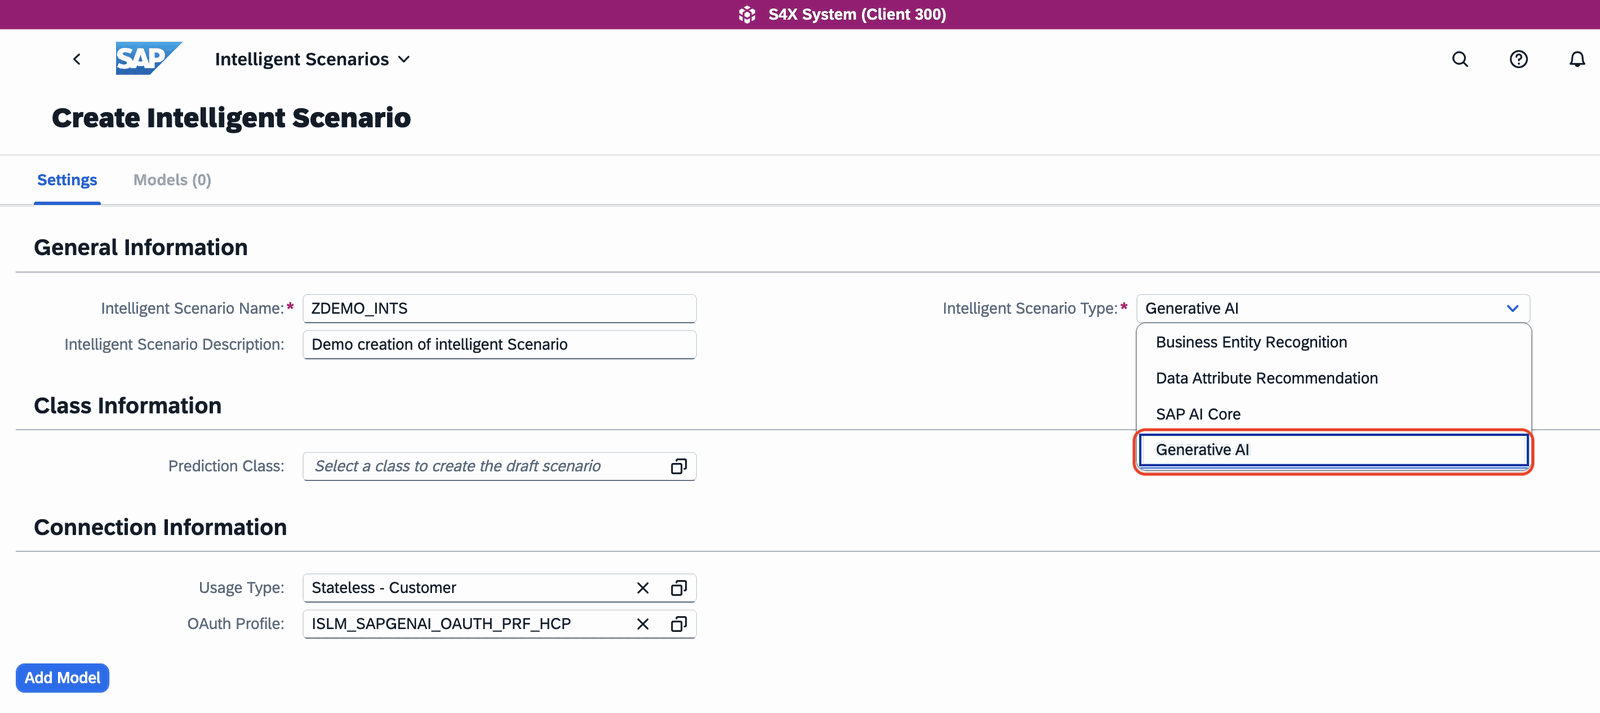 S4X System (Client 300)
SAP Intelligent Scenarios
Create Intelligent Scenario
Settings Models (0)
General Information
Intelligent Scenario Name:* ZDEMO_INTS Intelligent Scenario Type:* Generative AI
Intelligent Scenario Description: Demo creation of intelligent Scenario
Business Entity Recognition
Data Attribute Recommendation
SAP AI Core
Generative AI
Class Information
Prediction Class: Select a class to create the draft scenario
Connection Information
Usage Type: Stateless - Customer
OAuth Profile: ISLM_SAPGENAI_OAUTH_PRF_HCP
Add Model